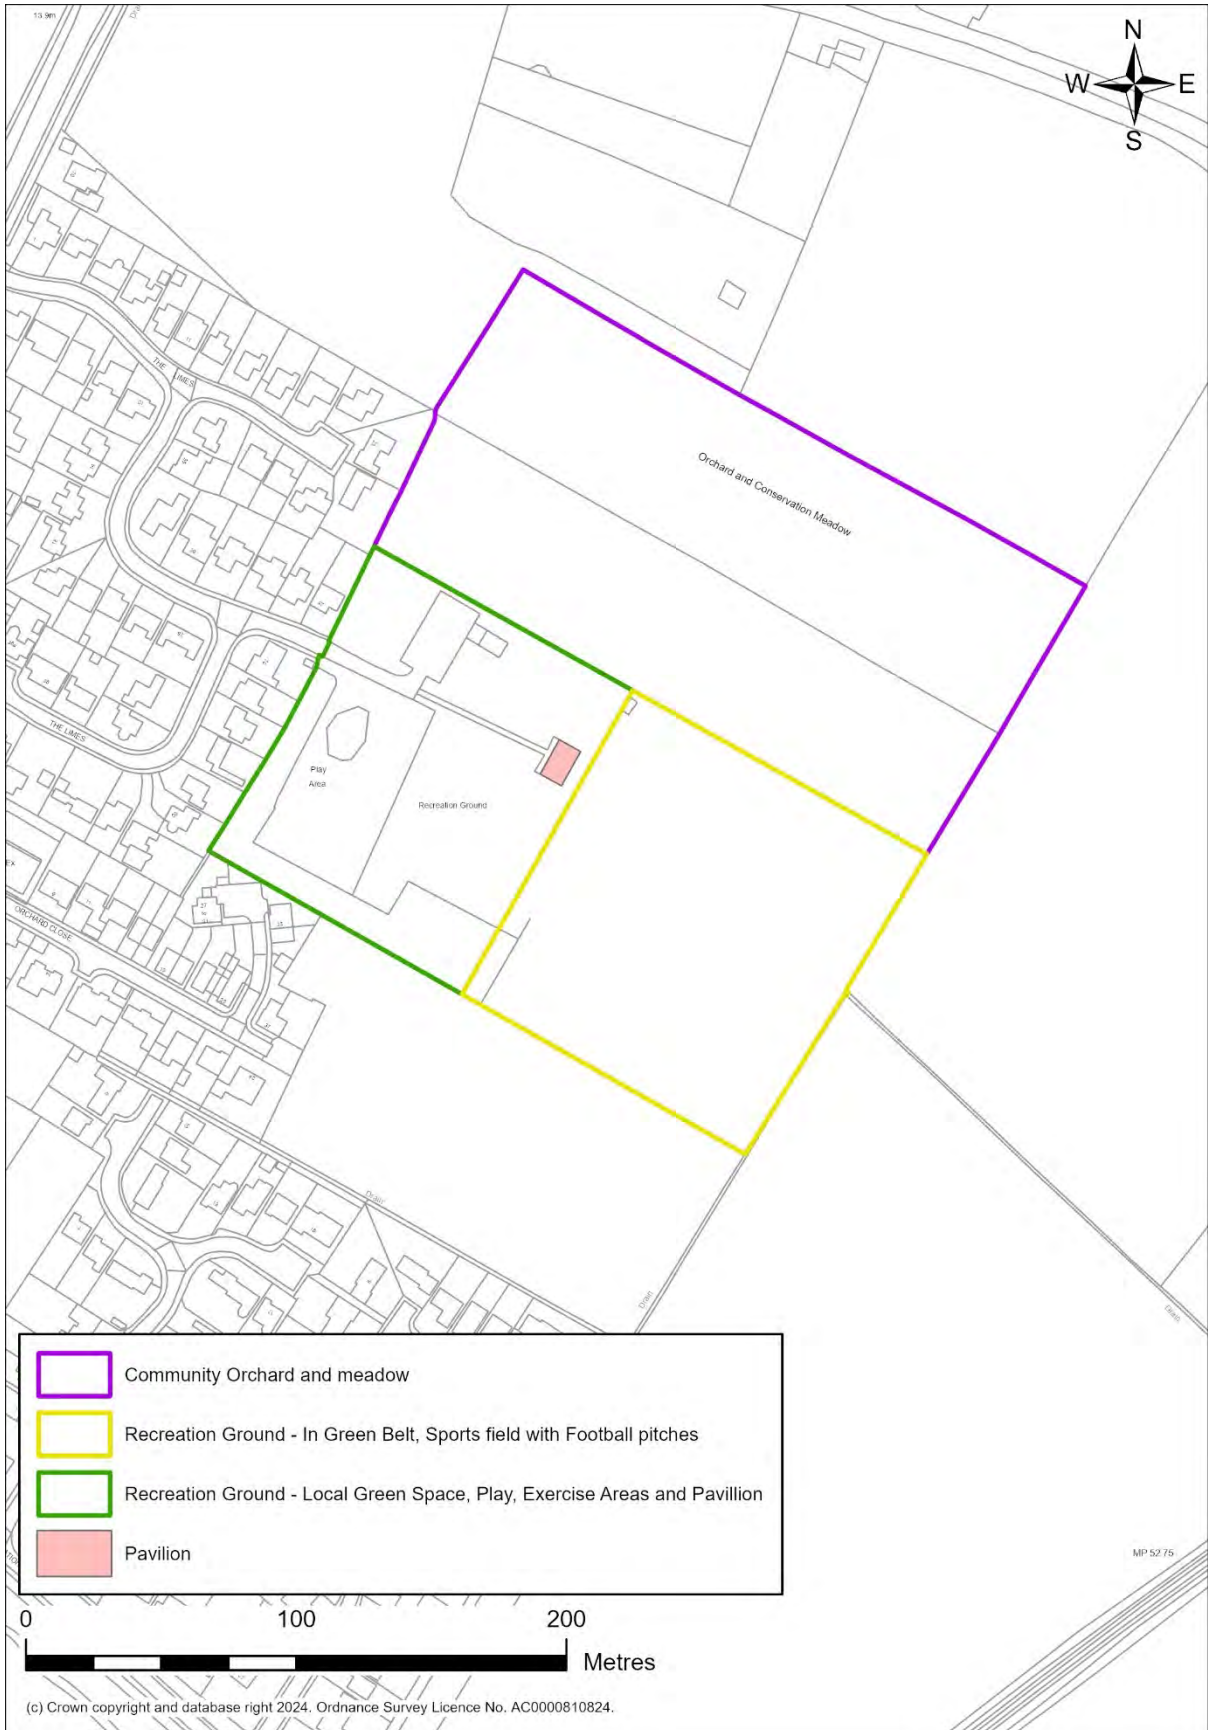 13.9m
Drain
N
W
E
S
THE LIMES
Orchard and Conservation Meadow
THE LIMES
Play
Area
Recreation Ground
ORCHARD CLOSE
Drain
Drain
Drain
Community Orchard and meadow
Recreation Ground - In Green Belt, Sports field with Football pitches
Recreation Ground - Local Green Space, Play, Exercise Areas and Pavillion
Pavilion
MP 52.75
0
100
200
Metres
(c) Crown copyright and database right 2024. Ordnance Survey Licence No. AC0000810824.